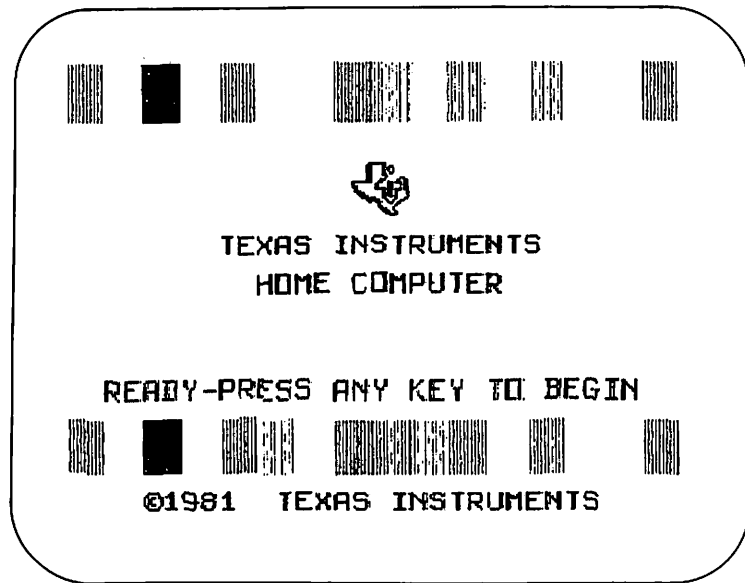 TEXAS INSTRUMENTS
HOME COMPUTER
READY-PRESS ANY KEY TO BEGIN
©1981 TEXAS INSTRUMENTS